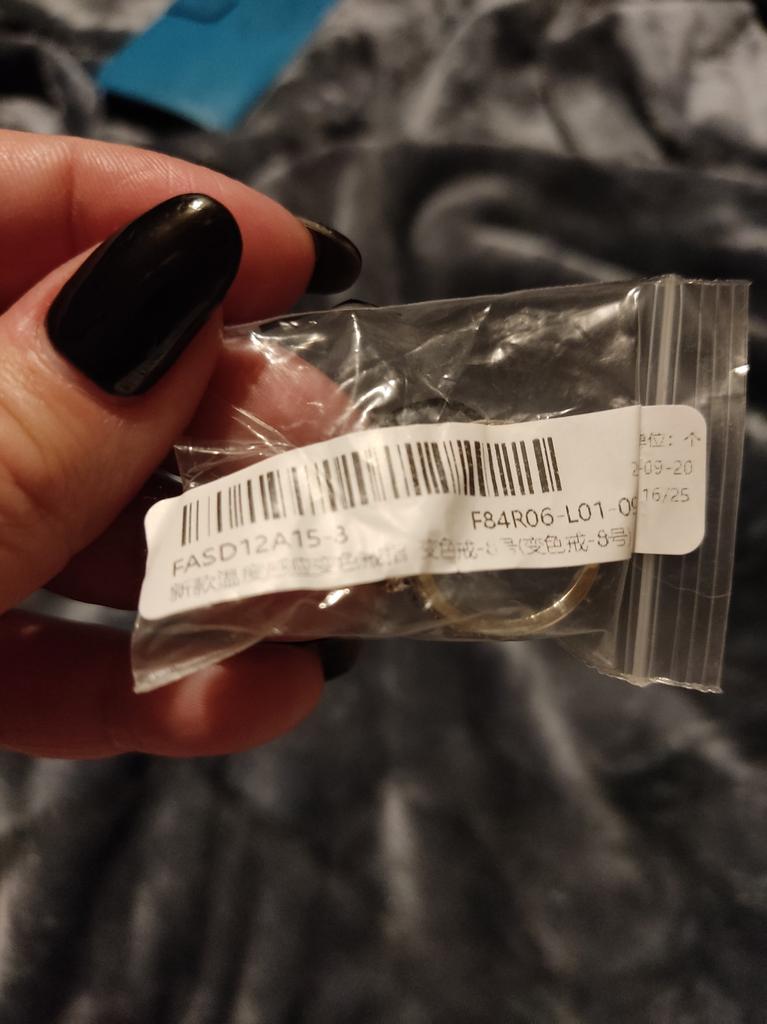 FASD12A15-3
F84R06-L01-09
新款温度感应变色戒指 变色戒-8号(变色戒-8号)
单位: 个
2-09-20
16/25